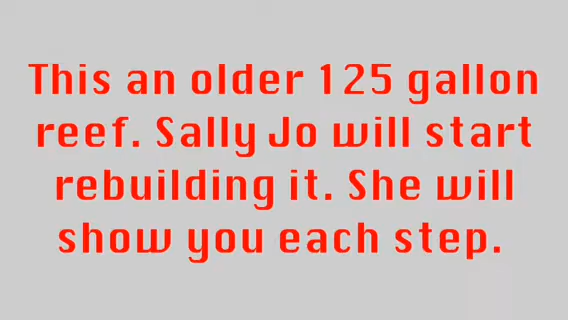 This an older 125 gallon
reef. Sally Jo will start
rebuilding it. She will
show you each step.